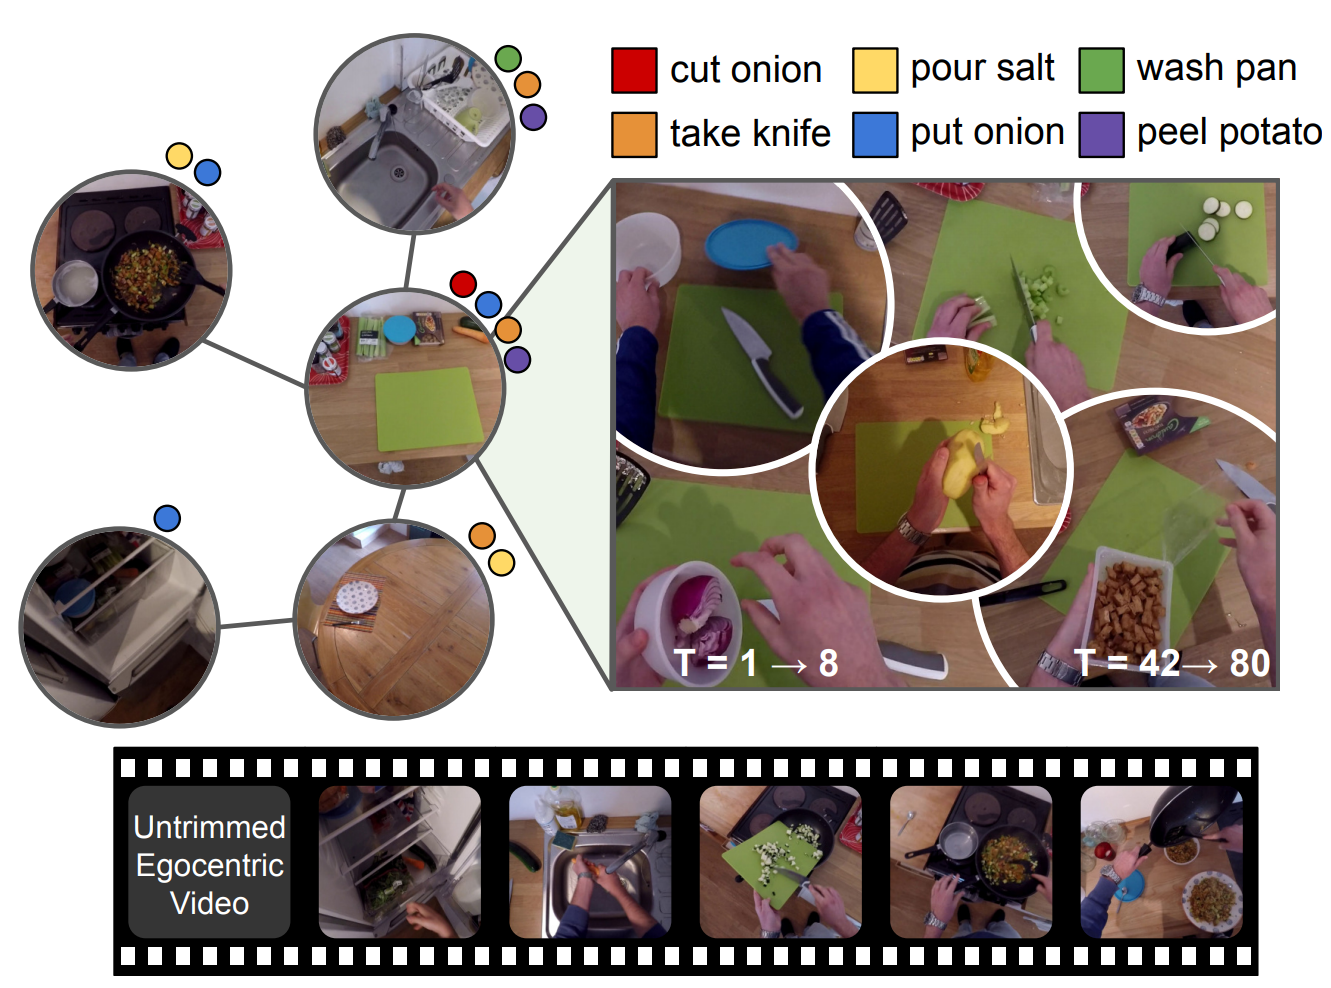 cut onion
pour salt
wash pan
take knife
put onion
peel potato
T = 1 → 8
T = 42→ 80
Untrimmed
Egocentric
Video